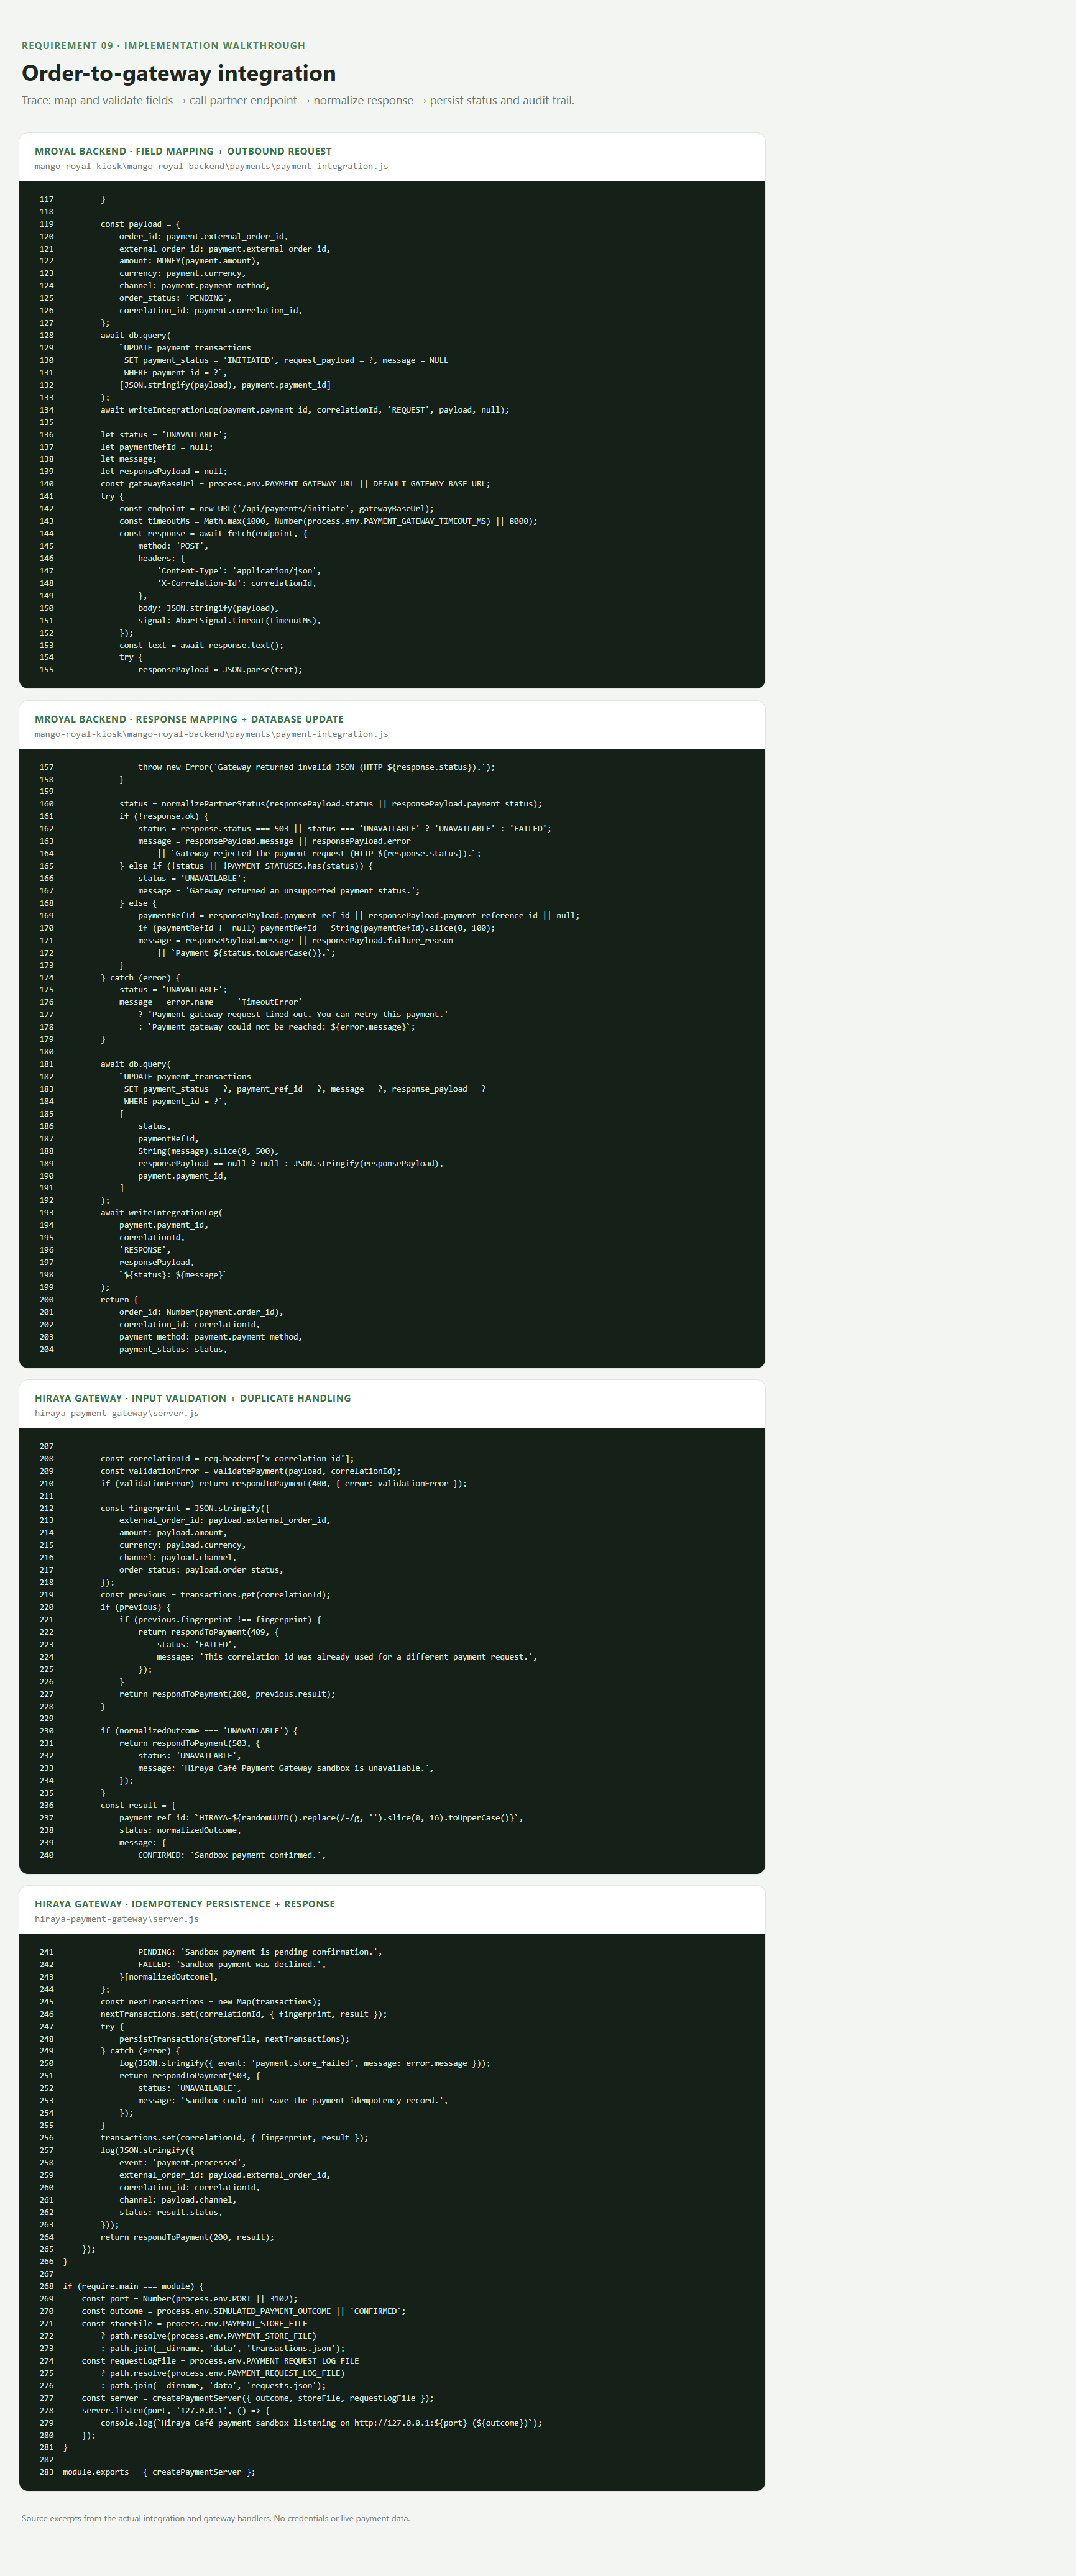 REQUIREMENT 09 · IMPLEMENTATION WALKTHROUGH
Order-to-gateway integration
Trace: map and validate fields → call partner endpoint → normalize response → persist status and audit trail.
MROYAL BACKEND · FIELD MAPPING + OUTBOUND REQUEST
mango-royal-kiosk\mango-royal-backend\payments\payment-integration.js
117         }
118
119         const payload = {
120             order_id: payment.external_order_id,
121             external_order_id: payment.external_order_id,
122             amount: MONEY(payment.amount),
123             currency: payment.currency,
124             channel: payment.payment_method,
125             order_status: 'PENDING',
126             correlation_id: payment.correlation_id,
127         };
128         await db.query(
129             `UPDATE payment_transactions
130              SET payment_status = 'INITIATED', request_payload = ?, message = NULL
131              WHERE payment_id = ?`,
132             [JSON.stringify(payload), payment.payment_id]
133         );
134         await writeIntegrationLog(payment.payment_id, correlationId, 'REQUEST', payload, null);
135
136         let status = 'UNAVAILABLE';
137         let paymentRefId = null;
138         let message;
139         let responsePayload = null;
140         const gatewayBaseUrl = process.env.PAYMENT_GATEWAY_URL || DEFAULT_GATEWAY_BASE_URL;
141         try {
142             const endpoint = new URL('/api/payments/initiate', gatewayBaseUrl);
143             const timeoutMs = Math.max(1000, Number(process.env.PAYMENT_GATEWAY_TIMEOUT_MS) || 8000);
144             const response = await fetch(endpoint, {
145                 method: 'POST',
146                 headers: {
147                     'Content-Type': 'application/json',
148                     'X-Correlation-Id': correlationId,
149                 },
150                 body: JSON.stringify(payload),
151                 signal: AbortSignal.timeout(timeoutMs),
152             });
153             const text = await response.text();
154             try {
155                 responsePayload = JSON.parse(text);
MROYAL BACKEND · RESPONSE MAPPING + DATABASE UPDATE
mango-royal-kiosk\mango-royal-backend\payments\payment-integration.js
157                 throw new Error(`Gateway returned invalid JSON (HTTP ${response.status}).`);
158             }
159
160             status = normalizePartnerStatus(responsePayload.status || responsePayload.payment_status);
161             if (!response.ok) {
162                 status = response.status === 503 || status === 'UNAVAILABLE' ? 'UNAVAILABLE' : 'FAILED';
163                 message = responsePayload.message || responsePayload.error
164                     || `Gateway rejected the payment request (HTTP ${response.status}).`;
165             } else if (!status || !PAYMENT_STATUSES.has(status)) {
166                 status = 'UNAVAILABLE';
167                 message = 'Gateway returned an unsupported payment status.';
168             } else {
169                 paymentRefId = responsePayload.payment_ref_id || responsePayload.payment_reference_id || null;
170                 if (paymentRefId != null) paymentRefId = String(paymentRefId).slice(0, 100);
171                 message = responsePayload.message || responsePayload.failure_reason
172                     || `Payment ${status.toLowerCase()}.`;
173             }
174         } catch (error) {
175             status = 'UNAVAILABLE';
176             message = error.name === 'TimeoutError'
177                 ? 'Payment gateway request timed out. You can retry this payment.'
178                 : `Payment gateway could not be reached: ${error.message}`;
179         }
180
181         await db.query(
182             `UPDATE payment_transactions
183              SET payment_status = ?, payment_ref_id = ?, message = ?, response_payload = ?
184              WHERE payment_id = ?`,
185             [
186                 status,
187                 paymentRefId,
188                 String(message).slice(0, 500),
189                 responsePayload == null ? null : JSON.stringify(responsePayload),
190                 payment.payment_id,
191             ]
192         );
193         await writeIntegrationLog(
194             payment.payment_id,
195             correlationId,
196             'RESPONSE',
197             responsePayload,
198             `${status}: ${message}`
199         );
200         return {
201             order_id: Number(payment.order_id),
202             correlation_id: correlationId,
203             payment_method: payment.payment_method,
204             payment_status: status,
HIRAYA GATEWAY · INPUT VALIDATION + DUPLICATE HANDLING
hiraya-payment-gateway\server.js
207
208         const correlationId = req.headers['x-correlation-id'];
209         const validationError = validatePayment(payload, correlationId);
210         if (validationError) return respondToPayment(400, { error: validationError });
211
212         const fingerprint = JSON.stringify({
213             external_order_id: payload.external_order_id,
214             amount: payload.amount,
215             currency: payload.currency,
216             channel: payload.channel,
217             order_status: payload.order_status,
218         });
219         const previous = transactions.get(correlationId);
220         if (previous) {
221             if (previous.fingerprint !== fingerprint) {
222                 return respondToPayment(409, {
223                     status: 'FAILED',
224                     message: 'This correlation_id was already used for a different payment request.',
225                 });
226             }
227             return respondToPayment(200, previous.result);
228         }
229
230         if (normalizedOutcome === 'UNAVAILABLE') {
231             return respondToPayment(503, {
232                 status: 'UNAVAILABLE',
233                 message: 'Hiraya Café Payment Gateway sandbox is unavailable.',
234             });
235         }
236         const result = {
237             payment_ref_id: `HIRAYA-${randomUUID().replace(/-/g, '').slice(0, 16).toUpperCase()}`,
238             status: normalizedOutcome,
239             message: {
240                 CONFIRMED: 'Sandbox payment confirmed.',
HIRAYA GATEWAY · IDEMPOTENCY PERSISTENCE + RESPONSE
hiraya-payment-gateway\server.js
241                 PENDING: 'Sandbox payment is pending confirmation.',
242                 FAILED: 'Sandbox payment was declined.',
243             }[normalizedOutcome],
244         };
245         const nextTransactions = new Map(transactions);
246         nextTransactions.set(correlationId, { fingerprint, result });
247         try {
248             persistTransactions(storeFile, nextTransactions);
249         } catch (error) {
250             log(JSON.stringify({ event: 'payment.store_failed', message: error.message }));
251             return respondToPayment(503, {
252                 status: 'UNAVAILABLE',
253                 message: 'Sandbox could not save the payment idempotency record.',
254             });
255         }
256         transactions.set(correlationId, { fingerprint, result });
257         log(JSON.stringify({
258             event: 'payment.processed',
259             external_order_id: payload.external_order_id,
260             correlation_id: correlationId,
261             channel: payload.channel,
262             status: result.status,
263         }));
264         return respondToPayment(200, result);
265     });
266 }
267
268 if (require.main === module) {
269     const port = Number(process.env.PORT || 3102);
270     const outcome = process.env.SIMULATED_PAYMENT_OUTCOME || 'CONFIRMED';
271     const storeFile = process.env.PAYMENT_STORE_FILE
272         ? path.resolve(process.env.PAYMENT_STORE_FILE)
273         : path.join(__dirname, 'data', 'transactions.json');
274     const requestLogFile = process.env.PAYMENT_REQUEST_LOG_FILE
275         ? path.resolve(process.env.PAYMENT_REQUEST_LOG_FILE)
276         : path.join(__dirname, 'data', 'requests.json');
277     const server = createPaymentServer({ outcome, storeFile, requestLogFile });
278     server.listen(port, '127.0.0.1', () => {
279         console.log(`Hiraya Café payment sandbox listening on http://127.0.0.1:${port} (${outcome})`);
280     });
281 }
282
283 module.exports = { createPaymentServer };
Source excerpts from the actual integration and gateway handlers. No credentials or live payment data.